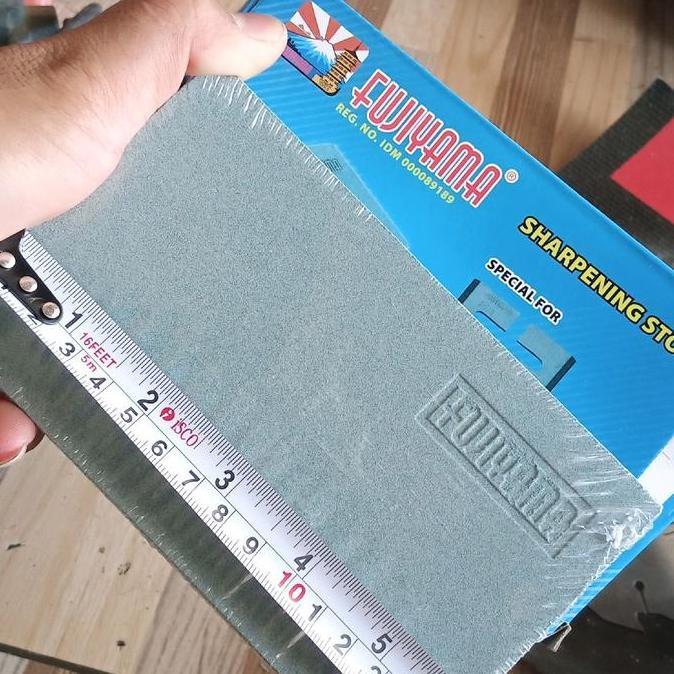 FUJIYAMA®
REG. NO. IDM 000089189
SHARPENING STO
SPECIAL FOR
FUJIYAMA
1 2 3 4 5
16FEET
5m
ISCO
3 4 5 6 7 8 9 10 1 2